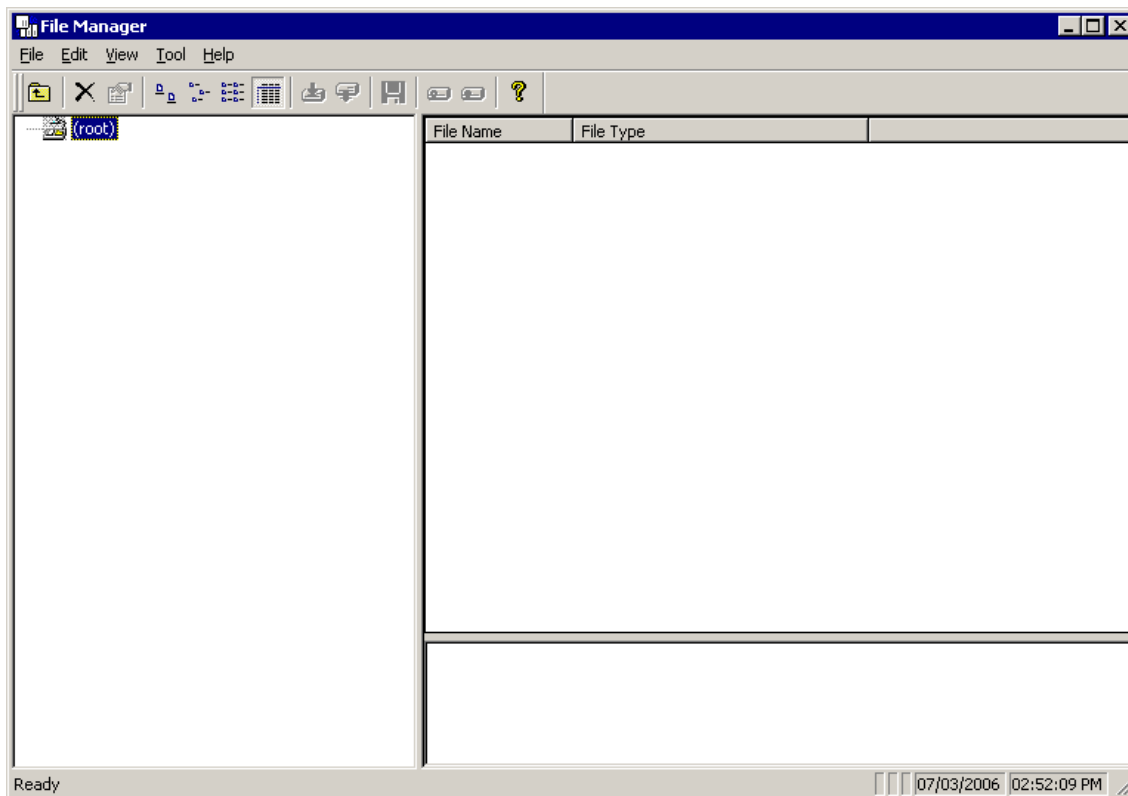 File Manager
File Edit View Tool Help
(root)
File Name File Type
Ready 07/03/2006 02:52:09 PM